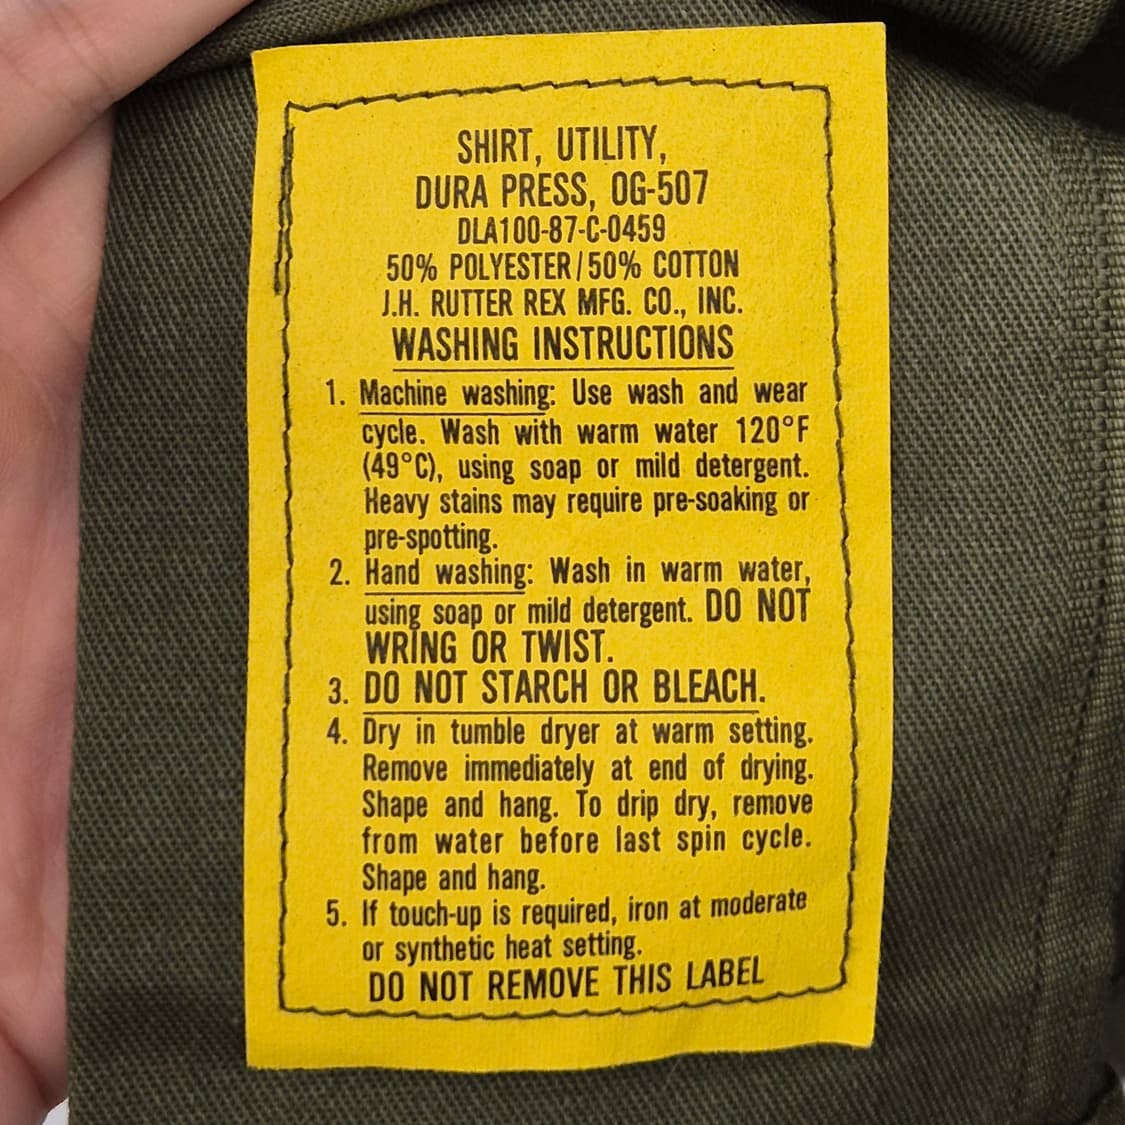 SHIRT, UTILITY,
DURA PRESS, OG-507
DLA100-87-C-0459
50% POLYESTER/50% COTTON
J.H. RUTTER REX MFG. CO., INC.
WASHING INSTRUCTIONS
1. Machine washing: Use wash and wear
cycle. Wash with warm water 120°F
(49°C), using soap or mild detergent.
Heavy stains may require pre-soaking or
pre-spotting.
2. Hand washing: Wash in warm water,
using soap or mild detergent. DO NOT
WRING OR TWIST.
3. DO NOT STARCH OR BLEACH.
4. Dry in tumble dryer at warm setting.
Remove immediately at end of drying.
Shape and hang. To drip dry, remove
from water before last spin cycle.
Shape and hang.
5. If touch-up is required, iron at moderate
or synthetic heat setting.
DO NOT REMOVE THIS LABEL